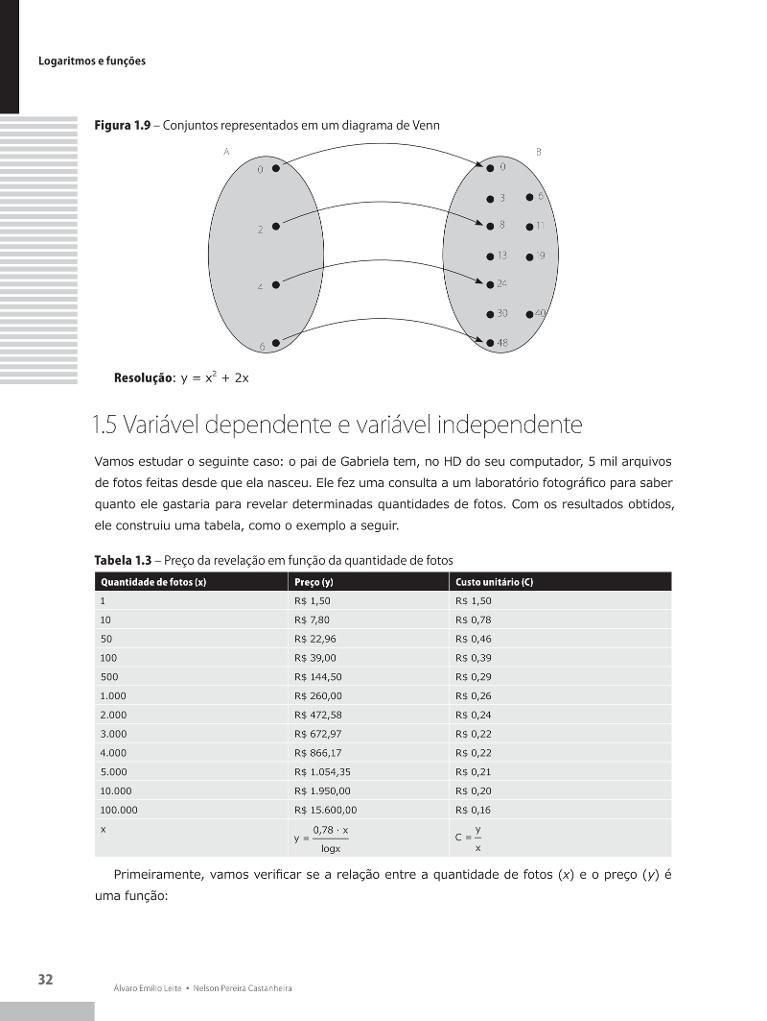 Logaritmos e funções
Figura 1.9 – Conjuntos representados em um diagrama de Venn
A
B
0
0
3
6
2
8
11
13
19
4
24
30
40
6
48
Resolução: y = x² + 2x
1.5 Variável dependente e variável independente
Vamos estudar o seguinte caso: o pai de Gabriela tem, no HD do seu computador, 5 mil arquivos
de fotos feitas desde que ela nasceu. Ele fez uma consulta a um laboratório fotográfico para saber
quanto ele gastaria para revelar determinadas quantidades de fotos. Com os resultados obtidos,
ele construiu uma tabela, como o exemplo a seguir.
Tabela 1.3 – Preço da revelação em função da quantidade de fotos
Quantidade de fotos (x) Preço (y) Custo unitário (C)
1 R$ 1,50 R$ 1,50
10 R$ 7,80 R$ 0,78
50 R$ 22,96 R$ 0,46
100 R$ 39,00 R$ 0,39
500 R$ 144,50 R$ 0,29
1.000 R$ 260,00 R$ 0,26
2.000 R$ 472,58 R$ 0,24
3.000 R$ 672,97 R$ 0,22
4.000 R$ 866,17 R$ 0,22
5.000 R$ 1.054,35 R$ 0,21
10.000 R$ 1.950,00 R$ 0,20
100.000 R$ 15.600,00 R$ 0,16
x y = 0,78 · x / logx C = y / x
Primeiramente, vamos verificar se a relação entre a quantidade de fotos (x) e o preço (y) é
uma função:
32
Álvaro Emílio Leite • Nelson Pereira Castanheira